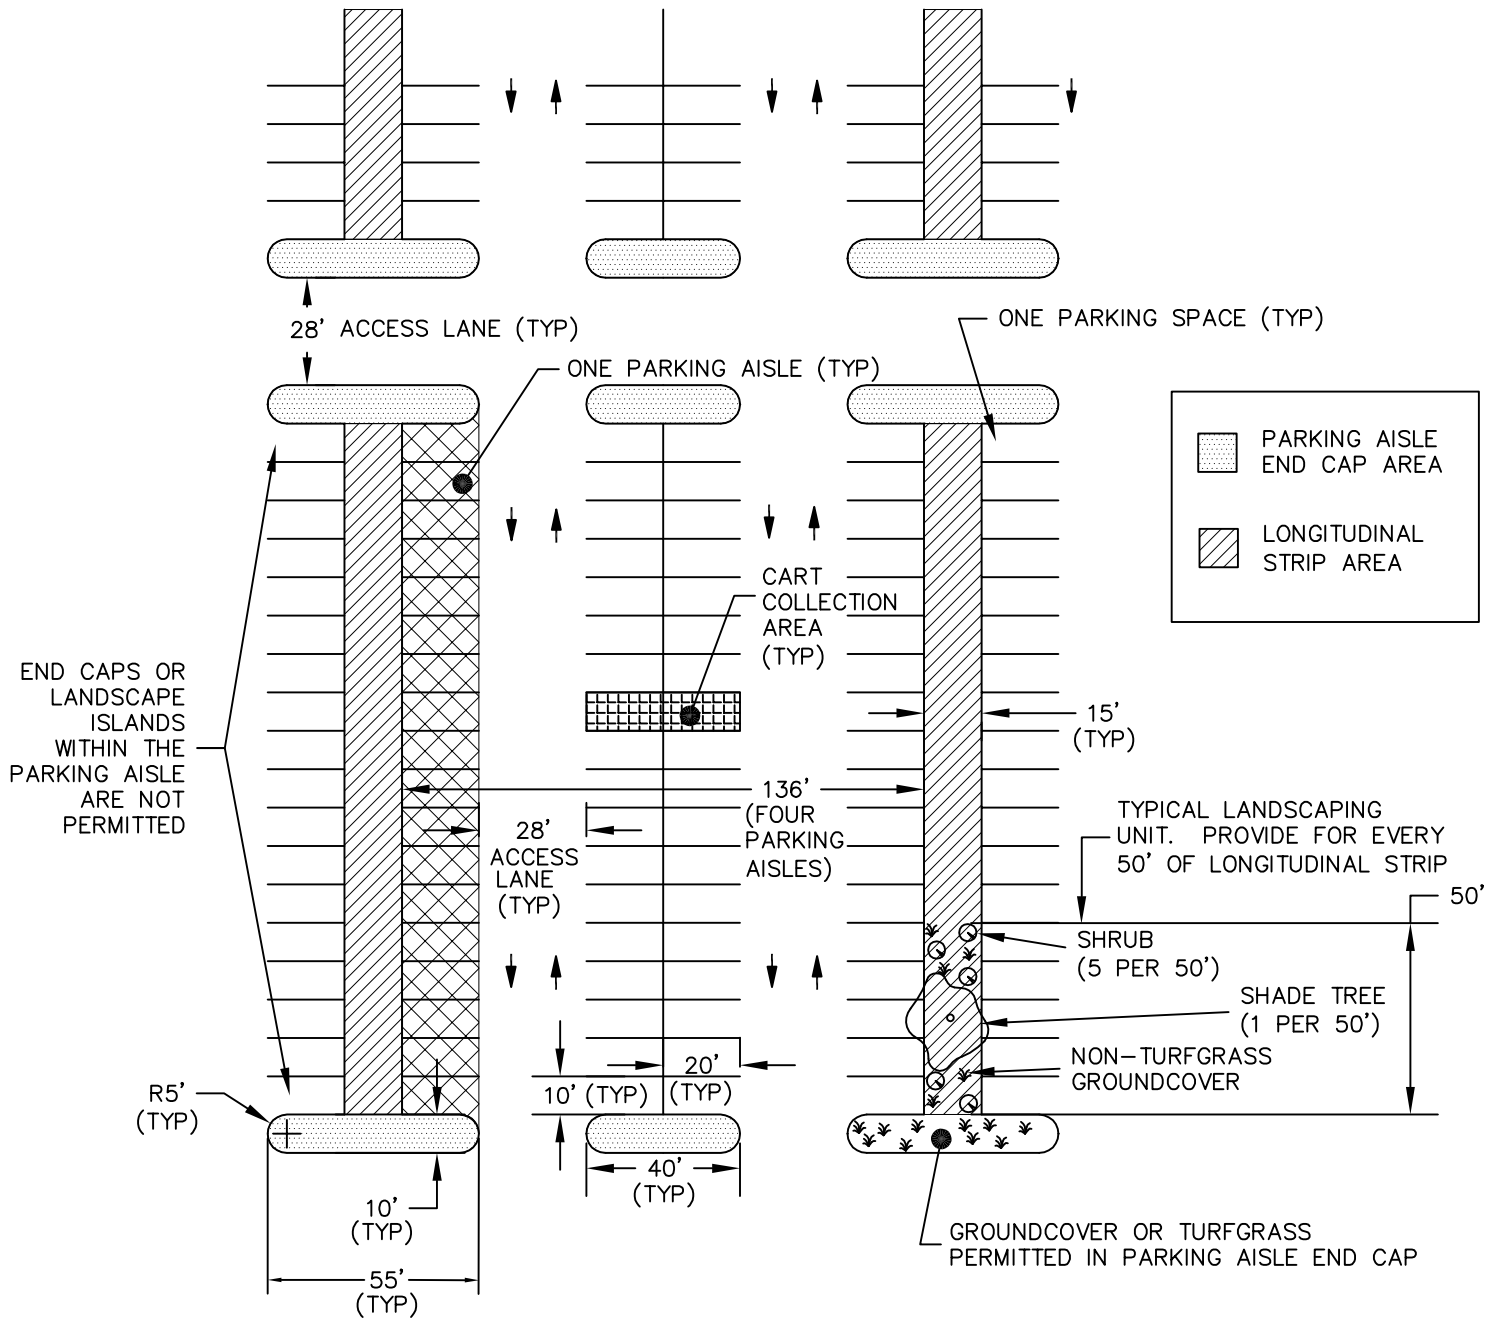 28' ACCESS LANE (TYP)
ONE PARKING SPACE (TYP)
ONE PARKING AISLE (TYP)
PARKING AISLE
END CAP AREA
LONGITUDINAL
STRIP AREA
CART
COLLECTION
AREA
(TYP)
END CAPS OR
LANDSCAPE
ISLANDS
WITHIN THE
PARKING AISLE
ARE NOT
PERMITTED
15'
(TYP)
136'
(FOUR
PARKING
AISLES)
28'
ACCESS
LANE
(TYP)
TYPICAL LANDSCAPING
UNIT. PROVIDE FOR EVERY
50' OF LONGITUDINAL STRIP
50'
SHRUB
(5 PER 50')
SHADE TREE
(1 PER 50')
NON-TURFGRASS
GROUNDCOVER
20'
(TYP)
10' (TYP)
R5'
(TYP)
40'
(TYP)
10'
(TYP)
GROUNDCOVER OR TURFGRASS
PERMITTED IN PARKING AISLE END CAP
55'
(TYP)